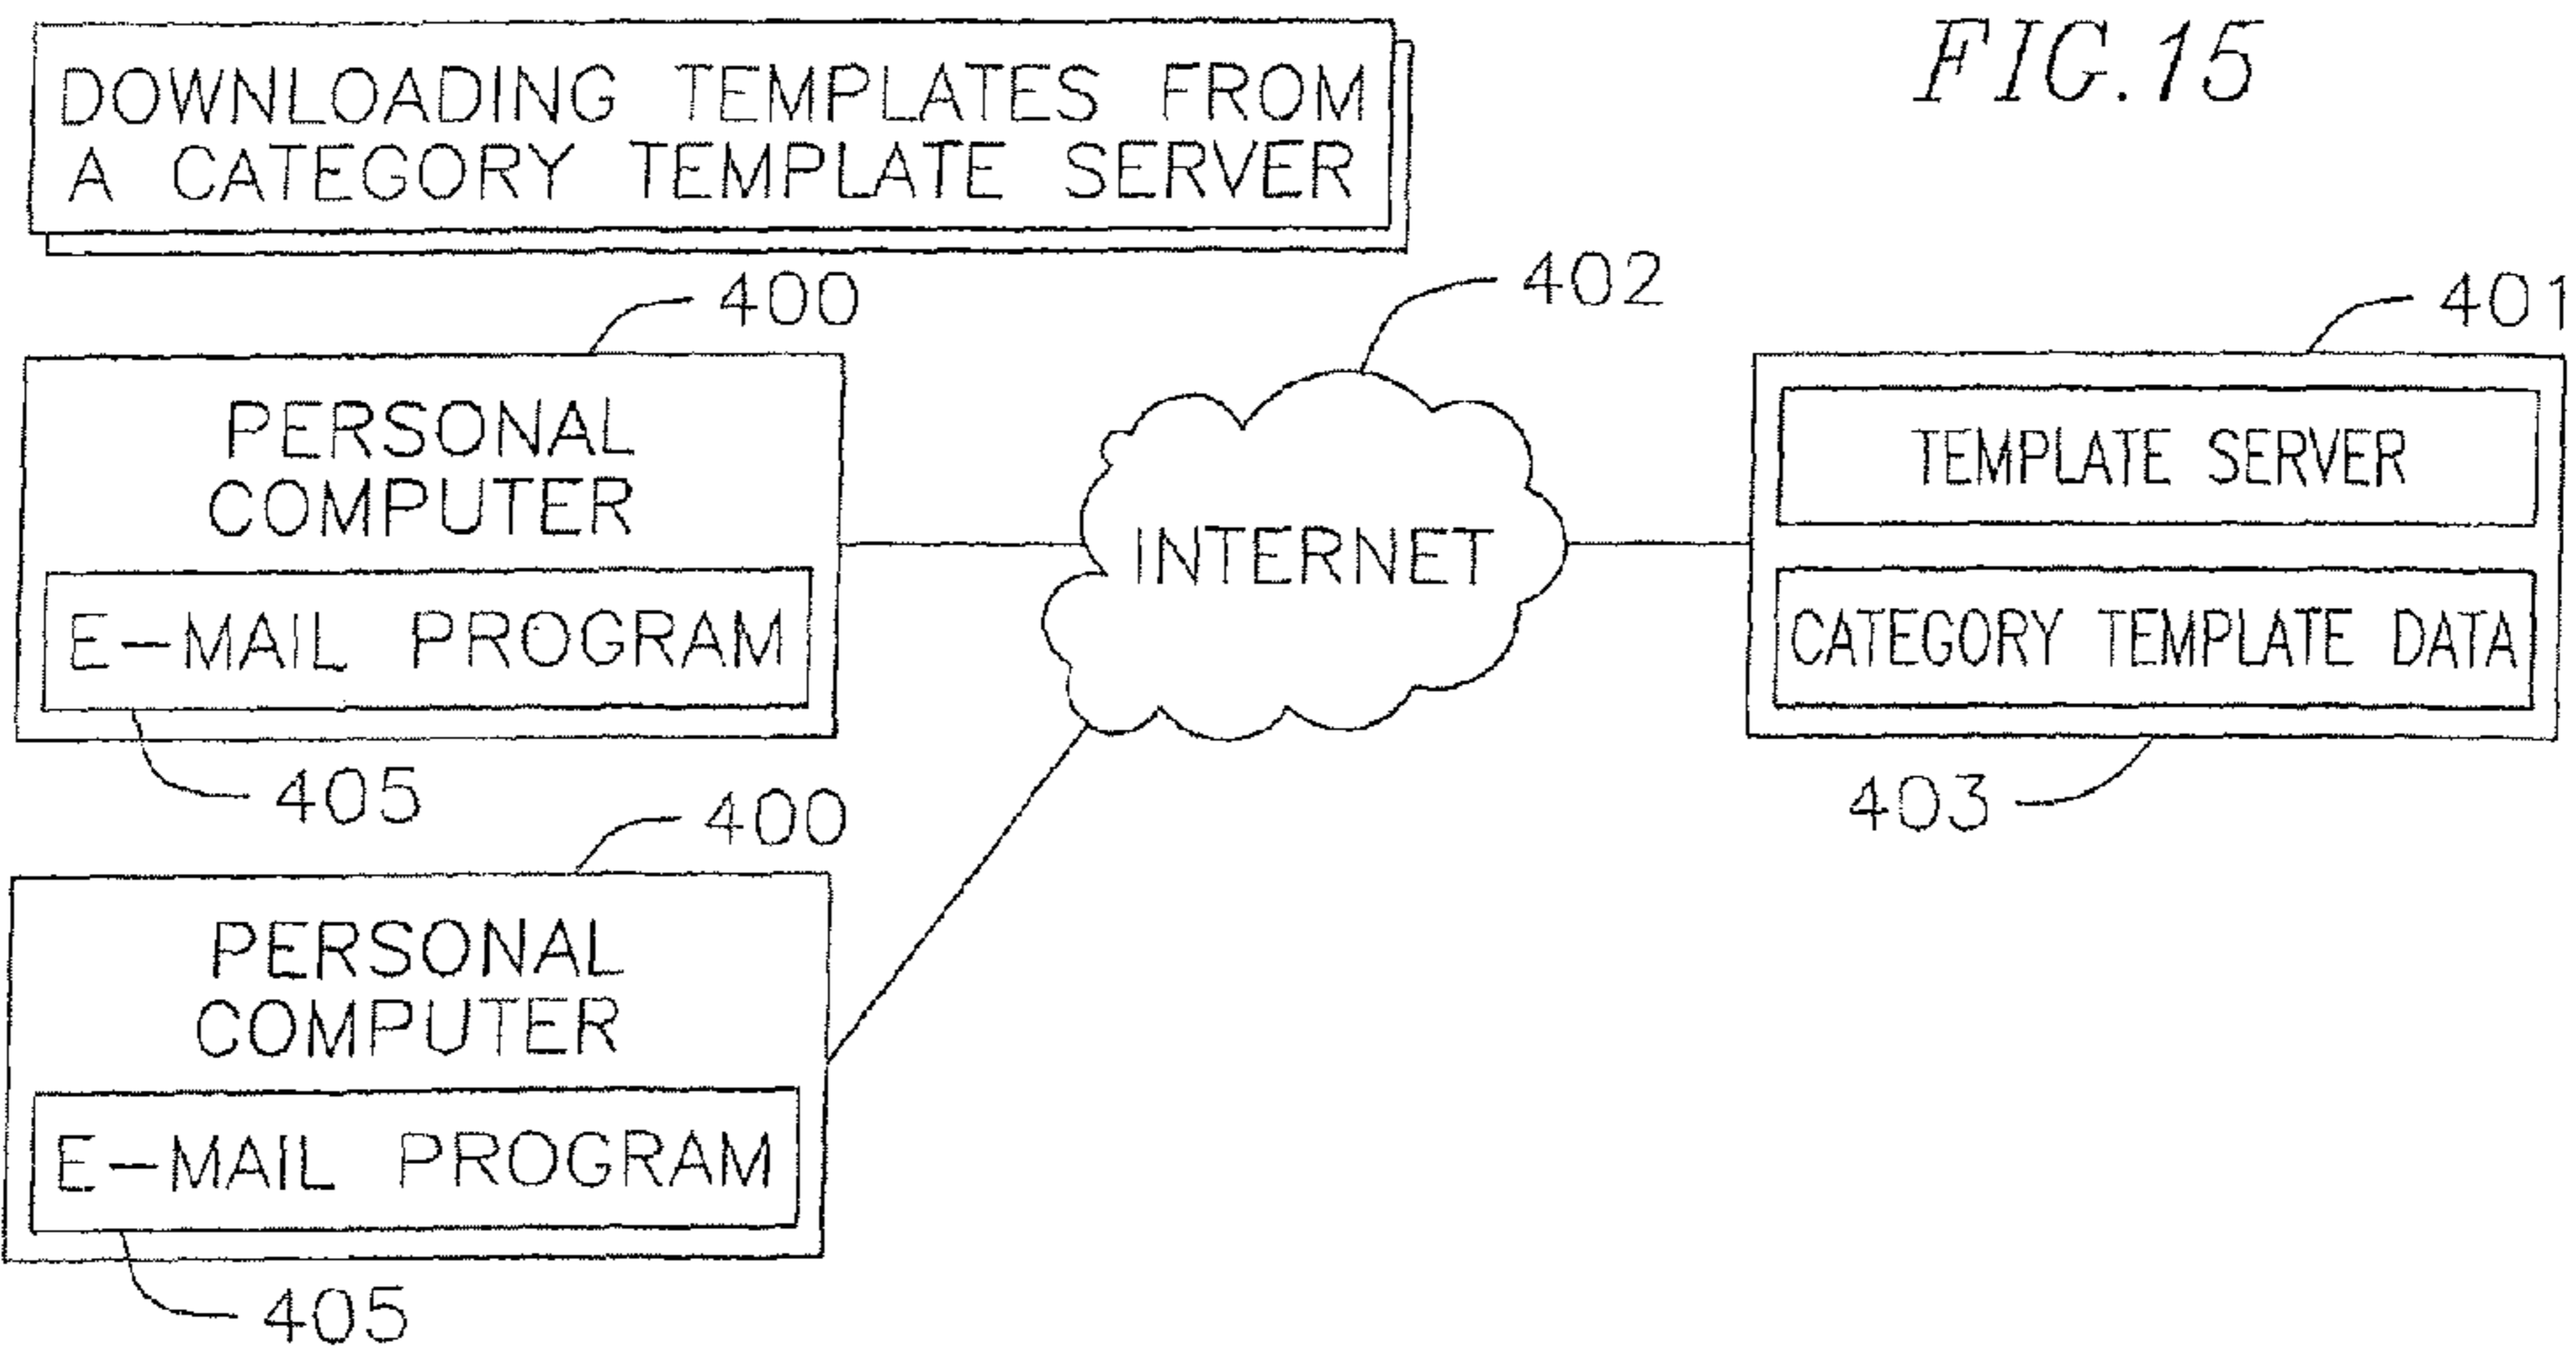 DOWNLOADING TEMPLATES FROM
A CATEGORY TEMPLATE SERVER
FIG.15
400
PERSONAL
COMPUTER
E-MAIL PROGRAM
405
402
INTERNET
401
TEMPLATE SERVER
CATEGORY TEMPLATE DATA
403
400
PERSONAL
COMPUTER
E-MAIL PROGRAM
405